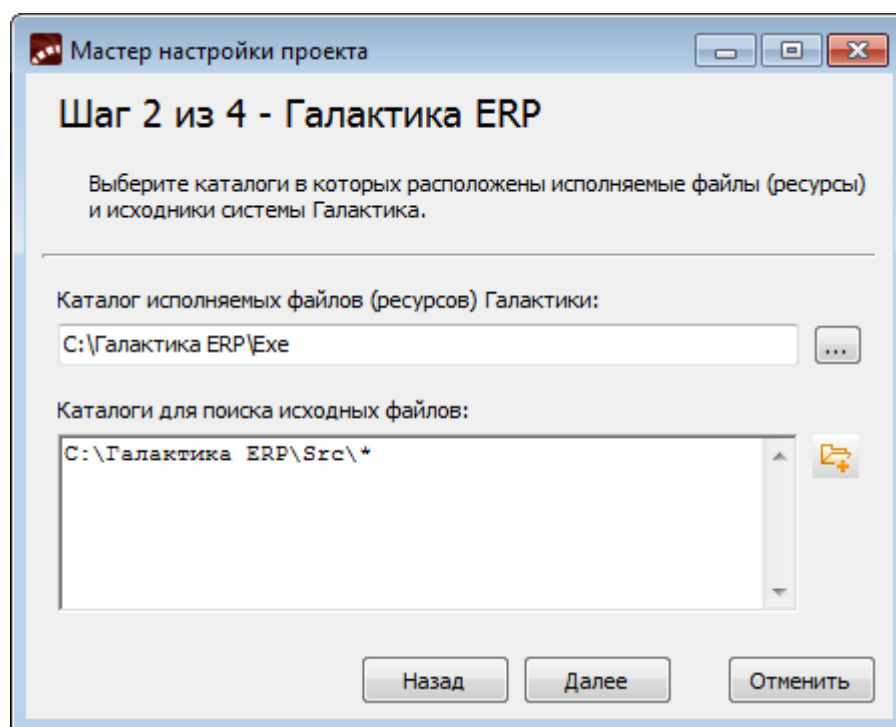 Мастер настройки проекта
Шаг 2 из 4 - Галактика ERP
Выберите каталоги в которых расположены исполняемые файлы (ресурсы)
и исходники системы Галактика.
Каталог исполняемых файлов (ресурсов) Галактики:
C:\Галактика ERP\Exe
...
Каталоги для поиска исходных файлов:
C:\Галактика ERP\Src\*
Назад
Далее
Отменить